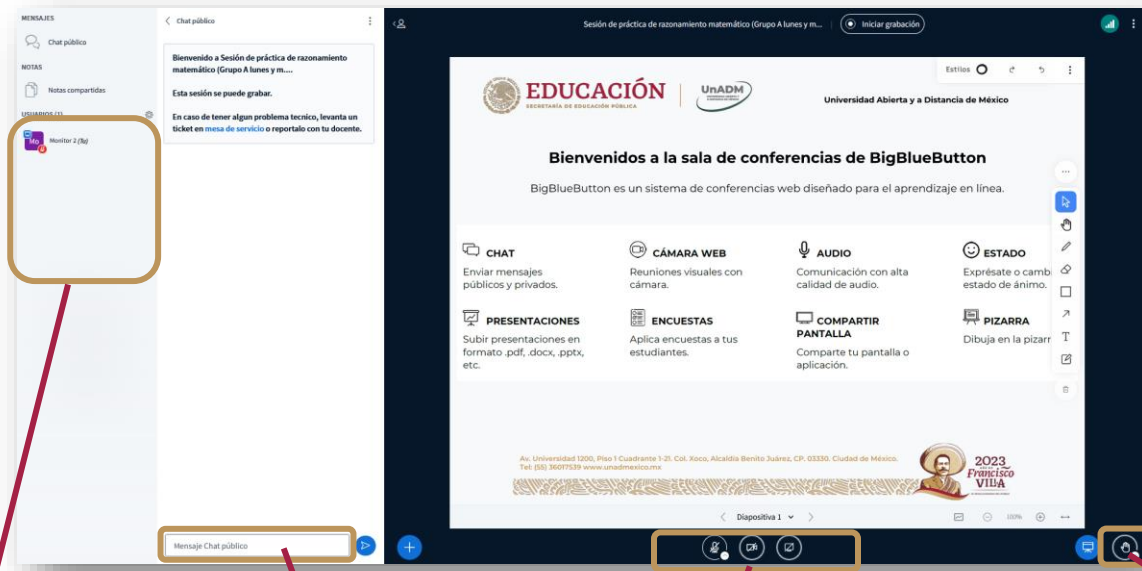 MENSAJES
Chat público
NOTAS
Notas compartidas
USUARIOS (1)
Mo
Monitor 2 (Tú)
Chat público
Bienvenido a Sesión de práctica de razonamiento
matemático (Grupo A lunes y m....
Esta sesión se puede grabar.
En caso de tener algun problema tecnico, levanta un
ticket en mesa de servicio o reportalo con tu docente.
Mensaje Chat público
Sesión de práctica de razonamiento matemático (Grupo A lunes y m...
Iniciar grabación
Estilos
EDUCACIÓN
SECRETARÍA DE EDUCACIÓN PÚBLICA
UnADM
Universidad Abierta y a Distancia de México
Bienvenidos a la sala de conferencias de BigBlueButton
BigBlueButton es un sistema de conferencias web diseñado para el aprendizaje en línea.
CHAT
Enviar mensajes
públicos y privados.
CÁMARA WEB
Reuniones visuales con
cámara.
AUDIO
Comunicación con alta
calidad de audio.
ESTADO
Exprésate o cambi
estado de ánimo.
PRESENTACIONES
Subir presentaciones en
formato .pdf, .docx, .pptx,
etc.
ENCUESTAS
Aplica encuestas a tus
estudiantes.
COMPARTIR
PANTALLA
Comparte tu pantalla o
aplicación.
PIZARRA
Dibuja en la pizarr
T
Av. Universidad 1200, Piso 1 Cuadrante 1-21. Col. Xoco, Alcaldía Benito Juárez, CP. 03330. Ciudad de México.
Tel: (55) 36017539 www.unadmexico.mx
2023
Francisco
VILLA
Diapositiva 1
100%